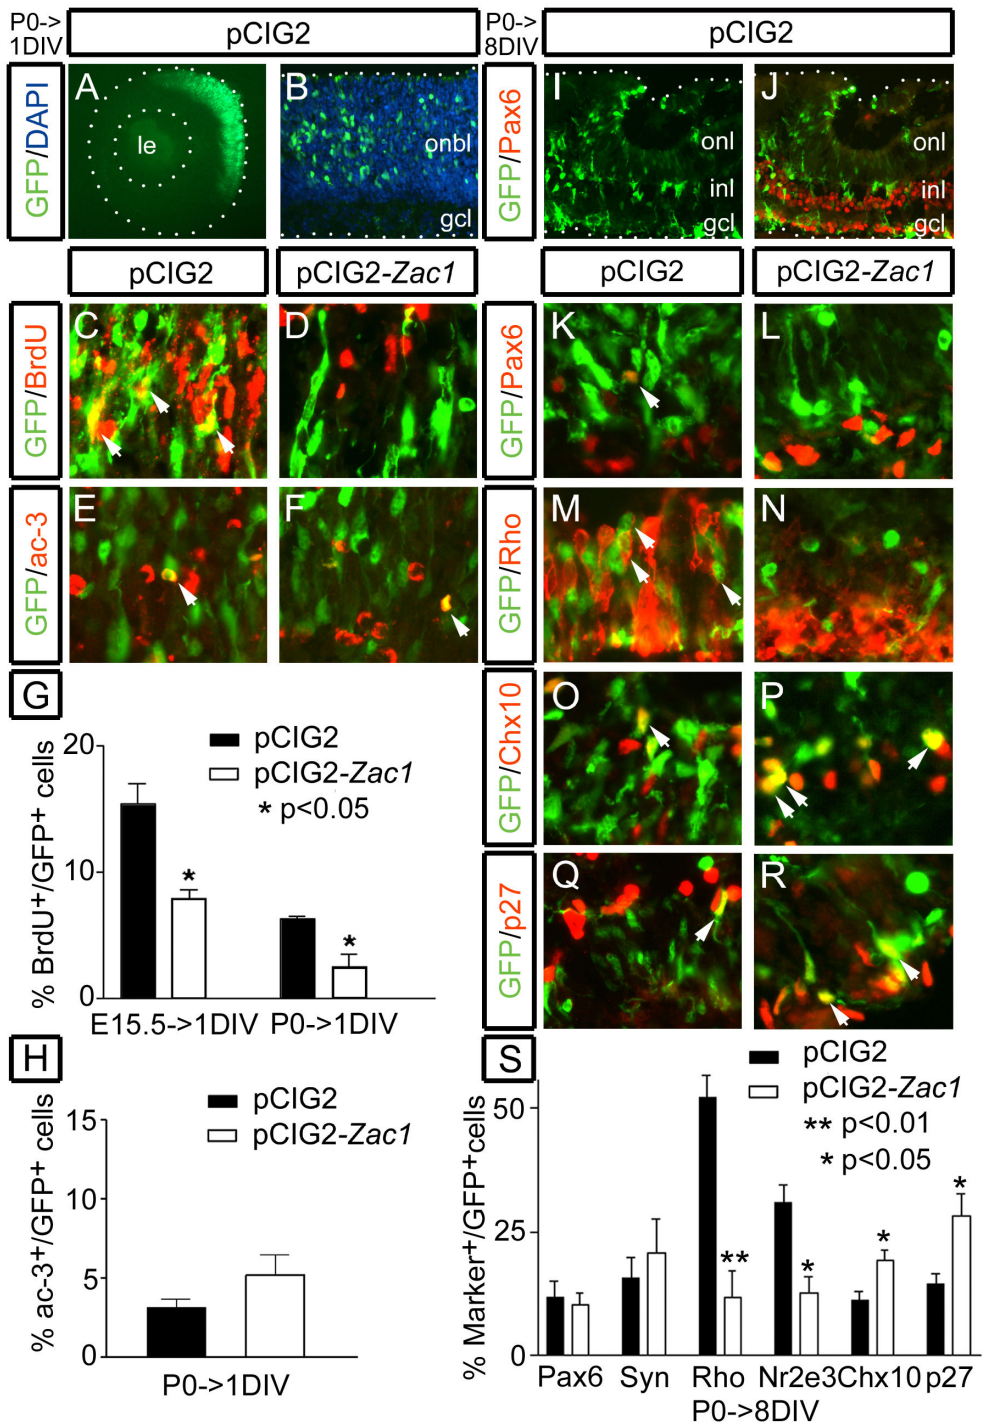 P0->
1DIV
pCIG2
P0->
8DIV
pCIG2
GFP/DAPI
A
le
B
onbl
gcl
GFP/Pax6
I
onl
inl
gcl
J
onl
inl
gcl
pCIG2
pCIG2-Zac1
pCIG2
pCIG2-Zac1
GFP/BrdU
C
D
GFP/Pax6
K
L
GFP/ac-3
E
F
GFP/Rho
M
N
G
% BrdU+/GFP+ cells
20
10
0
pCIG2
pCIG2-Zac1
* p<0.05
*
*
E15.5->1DIV
P0->1DIV
GFP/Chx10
O
P
GFP/p27
Q
R
H
% ac-3+/GFP+ cells
15
10
5
0
pCIG2
pCIG2-Zac1
P0->1DIV
S
% Marker+/GFP+cells
50
25
0
pCIG2
pCIG2-Zac1
** p<0.01
* p<0.05
**
*
*
*
Pax6
Syn
Rho
Nr2e3
Chx10
p27
P0->8DIV